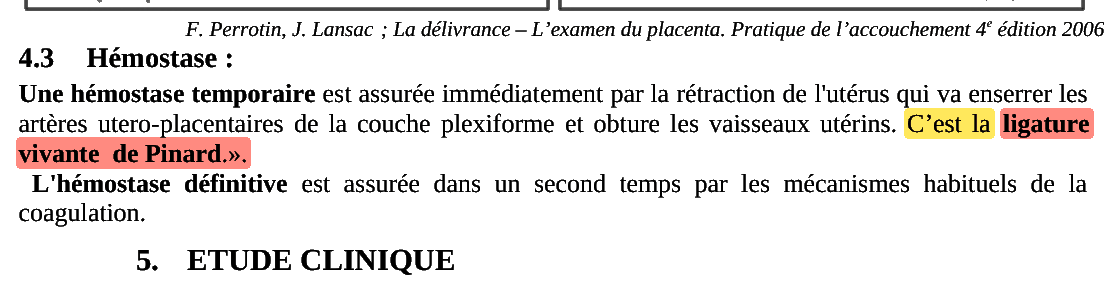 F. Perrotin, J. Lansac ; La délivrance – L’examen du placenta. Pratique de l’accouchement 4e édition 2006
4.3 Hémostase :
Une hémostase temporaire est assurée immédiatement par la rétraction de l'utérus qui va enserrer les
artères utero-placentaires de la couche plexiforme et obture les vaisseaux utérins. C’est la ligature
vivante de Pinard.».
L'hémostase définitive est assurée dans un second temps par les mécanismes habituels de la
coagulation.
5. ETUDE CLINIQUE